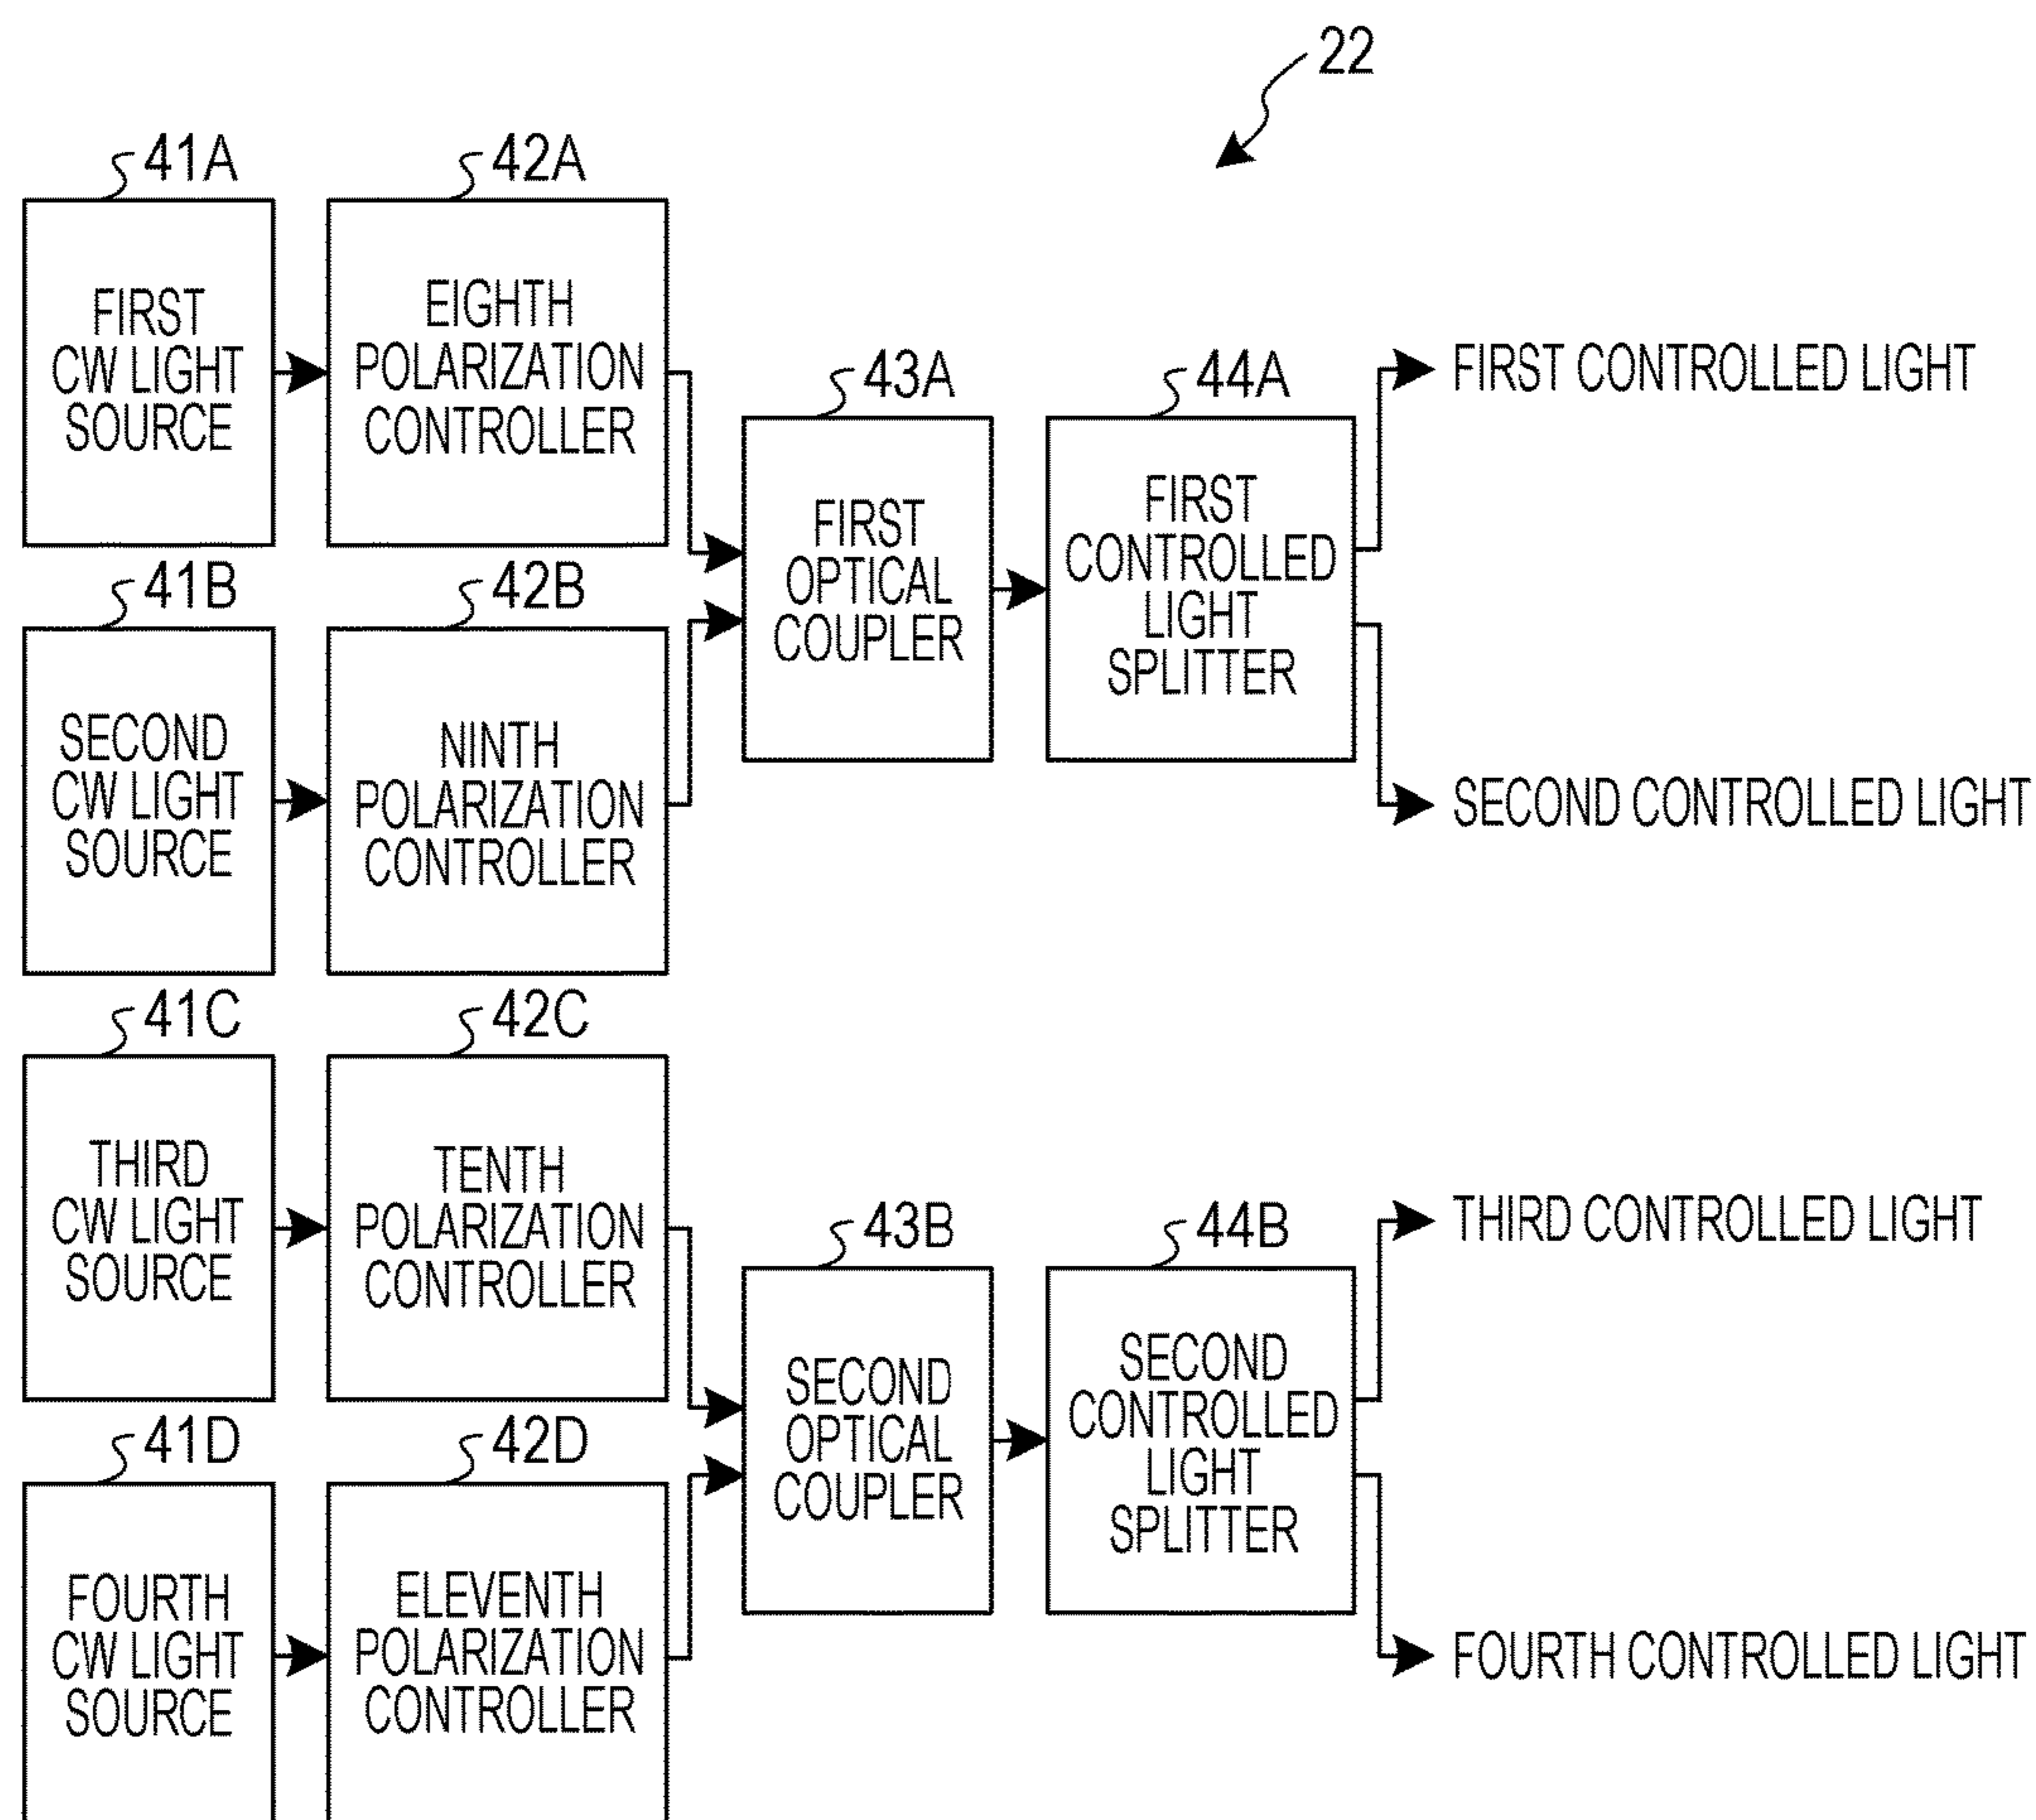 22
41A
42A
FIRST
CW LIGHT
SOURCE
EIGHTH
POLARIZATION
CONTROLLER
43A
44A
FIRST
OPTICAL
COUPLER
FIRST
CONTROLLED
LIGHT
SPLITTER
FIRST CONTROLLED LIGHT
SECOND CONTROLLED LIGHT
41B
42B
SECOND
CW LIGHT
SOURCE
NINTH
POLARIZATION
CONTROLLER
41C
42C
THIRD
CW LIGHT
SOURCE
TENTH
POLARIZATION
CONTROLLER
43B
44B
SECOND
OPTICAL
COUPLER
SECOND
CONTROLLED
LIGHT
SPLITTER
THIRD CONTROLLED LIGHT
FOURTH CONTROLLED LIGHT
41D
42D
FOURTH
CW LIGHT
SOURCE
ELEVENTH
POLARIZATION
CONTROLLER